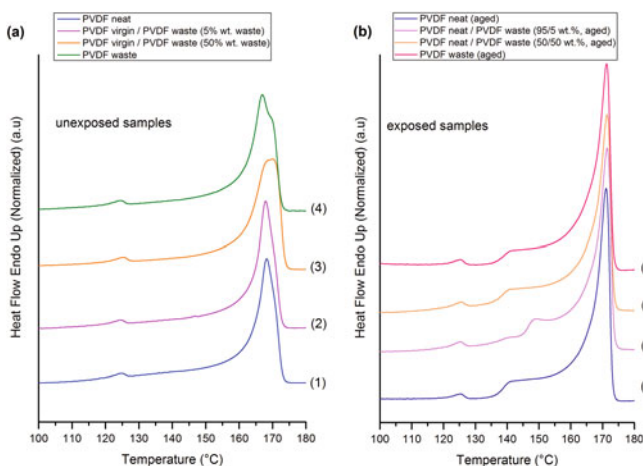 (a)
PVDF neat
PVDF virgin / PVDF waste (5% wt. waste)
PVDF virgin / PVDF waste (50% wt. waste)
PVDF waste
unexposed samples
Heat Flow Endo Up (Normalized) (a.u)
(4)
(3)
(2)
(1)
100 110 120 130 140 150 160 170 180
Temperature (°C)
(b)
PVDF neat (aged)
PVDF neat / PVDF waste (95/5 wt.%, aged)
PVDF neat / PVDF waste (50/50 wt.%, aged)
PVDF waste (aged)
exposed samples
Heat Flow Endo Up (Normalized) (a.u)
(
(
(
(
100 110 120 130 140 150 160 170 180
Temperature (°C)